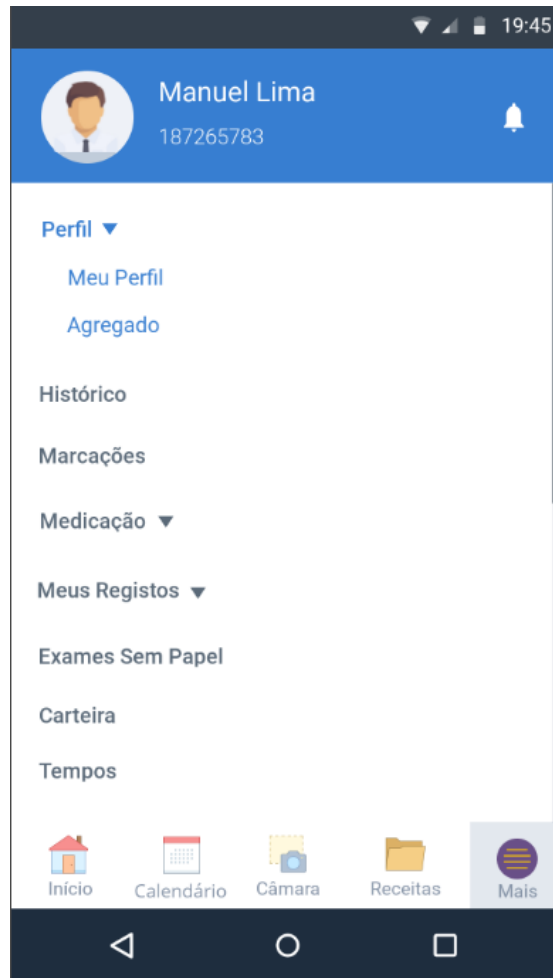 19:45
Manuel Lima
187265783
Perfil
Meu Perfil
Agregado
Histórico
Marcações
Medicação
Meus Registos
Exames Sem Papel
Carteira
Tempos
Início Calendário Câmara Receitas Mais